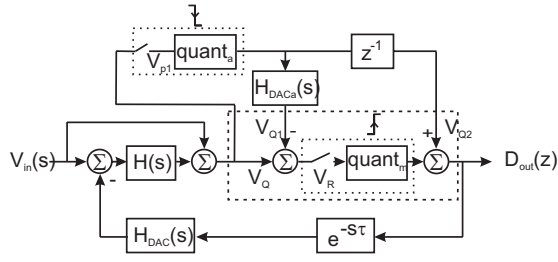 V_p1 quant_a
z^-1
H_DACa(s)
V_Q1 -
+ V_Q2
V_in(s) Σ H(s) Σ V_Q Σ V_R quant_m Σ D_out(z)
-
H_DAC(s)
e^-sτ